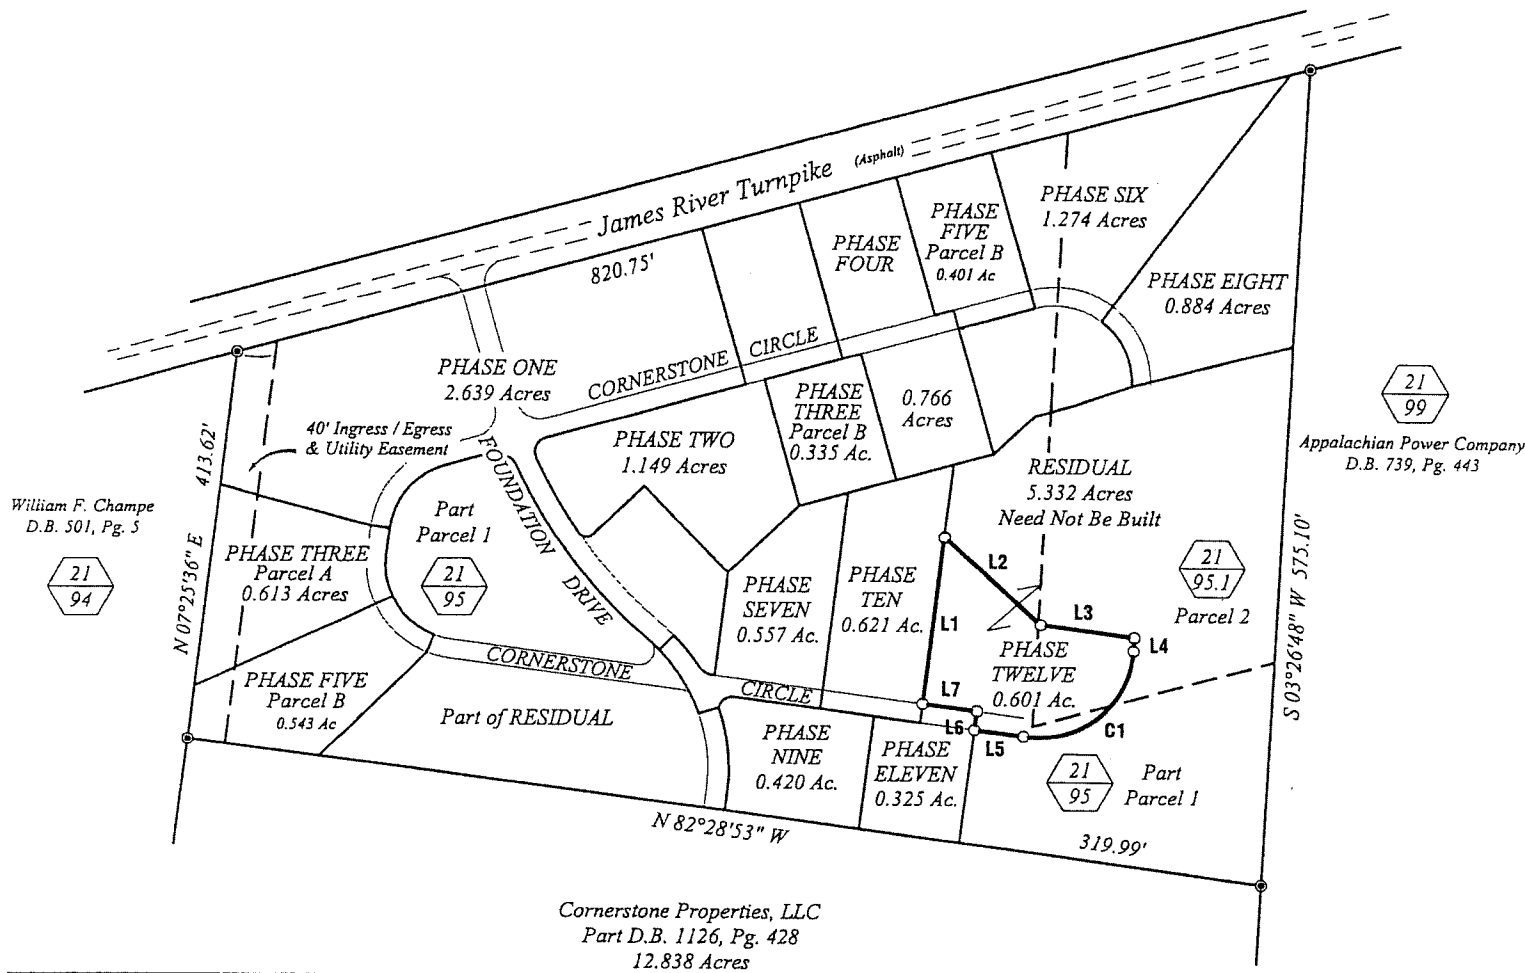 James River Turnpike
(Asphalt)
820.75'
PHASE SIX
1.274 Acres
PHASE
FIVE
Parcel B
0.401 Ac
PHASE
FOUR
PHASE EIGHT
0.884 Acres
CORNERSTONE CIRCLE
PHASE ONE
2.639 Acres
PHASE
THREE
Parcel B
0.335 Ac.
0.766
Acres
21
99
Appalachian Power Company
D.B. 739, Pg. 443
413.62'
40' Ingress / Egress
& Utility Easement
PHASE TWO
1.149 Acres
FOUNDATION DRIVE
RESIDUAL
5.332 Acres
Need Not Be Built
William F. Champe
D.B. 501, Pg. 5
21
94
N 07°25'36" E
Part
Parcel 1
21
95
PHASE THREE
Parcel A
0.613 Acres
PHASE
SEVEN
0.557 Ac.
PHASE
TEN
0.621 Ac.
L1
L2
L3
L4
21
95.1
Parcel 2
S 03°26'48" W 575.10'
PHASE
TWELVE
0.601 Ac.
CORNERSTONE CIRCLE
L7
L6
L5
C1
PHASE FIVE
Parcel B
0.543 Ac
Part of RESIDUAL
PHASE
NINE
0.420 Ac.
PHASE
ELEVEN
0.325 Ac.
21
95
Part
Parcel 1
N 82°28'53" W
319.99'
Cornerstone Properties, LLC
Part D.B. 1126, Pg. 428
12.838 Acres